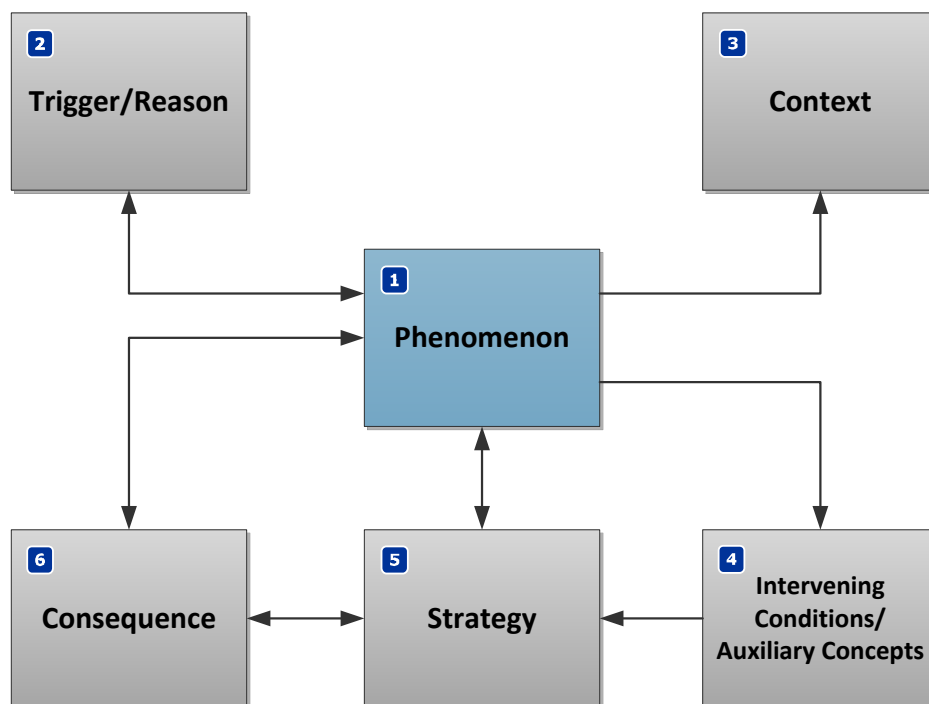 2
Trigger/Reason
3
Context
1
Phenomenon
6
Consequence
5
Strategy
4
Intervening
Conditions/
Auxiliary Concepts